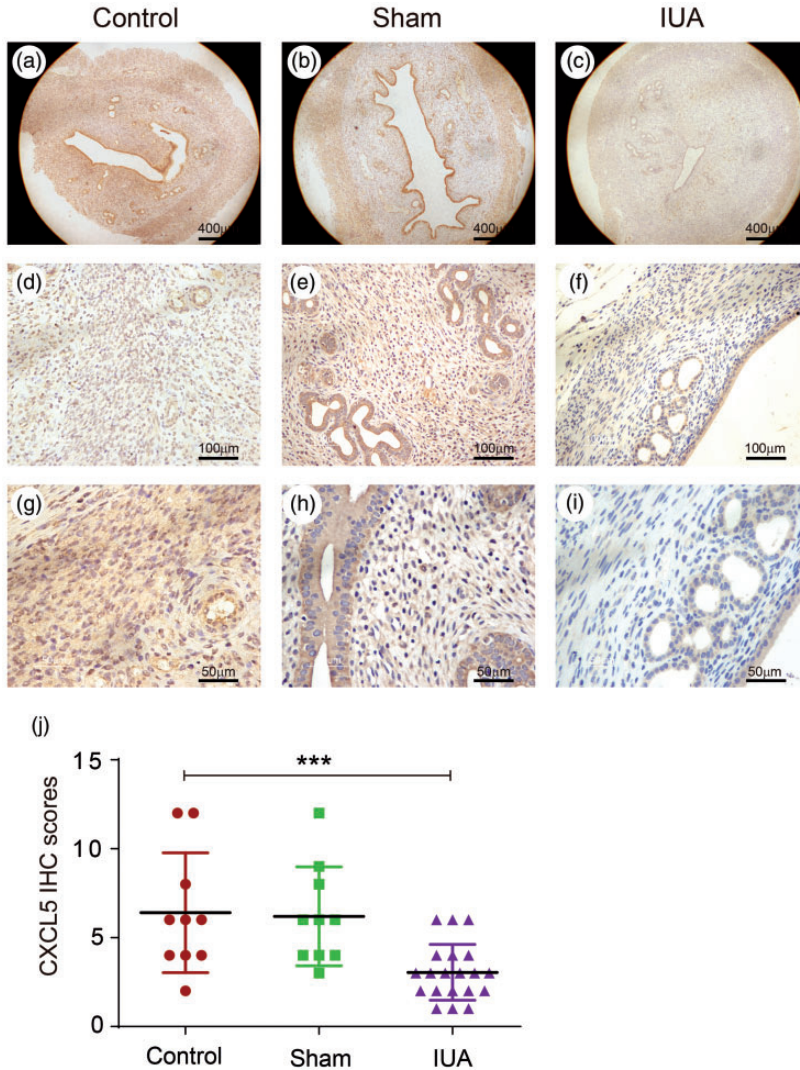 Control Sham IUA
(a) (b) (c)
400μm 400μm 400μm
(d) (e) (f)
100μm 100μm 100μm
(g) (h) (i)
50μm 50μm 50μm
(j)
***
CXCL5 IHC scores
15
10
5
0
Control Sham IUA